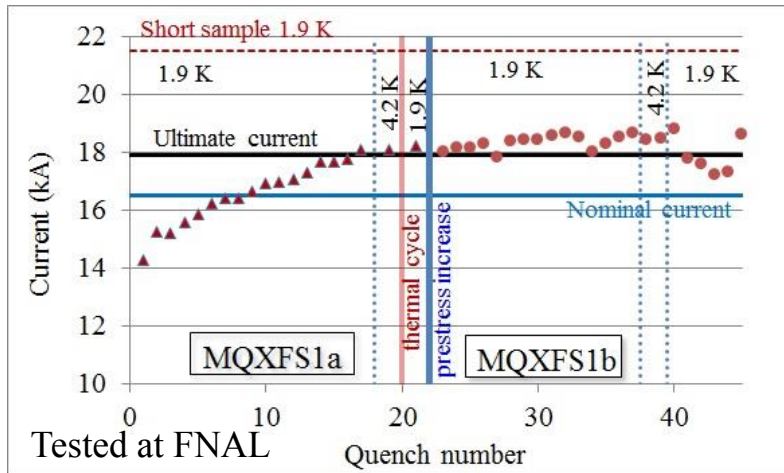 Short sample 1.9 K
22
20
18
16
14
12
10
Current (kA)
1.9 K
4.2 K
1.9 K
1.9 K
4.2 K
1.9 K
Ultimate current
Nominal current
thermal cycle
prestress increase
MQXFS1a
MQXFS1b
0
10
20
30
40
Tested at FNAL
Quench number